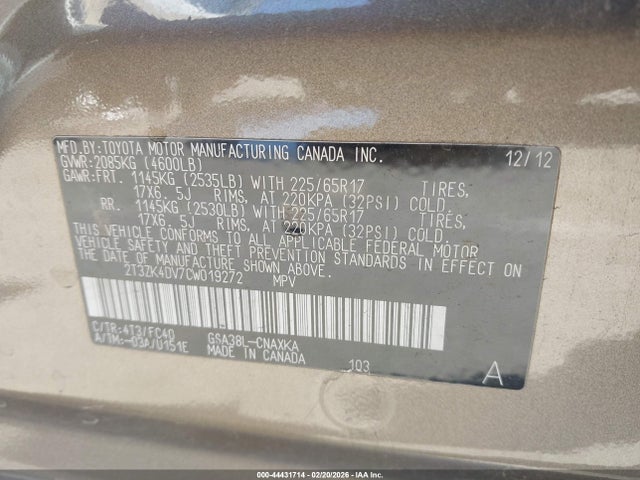 MFD.BY:TOYOTA MOTOR MANUFACTURING CANADA INC. 12/12
GVWR:2085KG (4600LB)
GAWR:FRT. 1145KG (2535LB) WITH 225/65R17 TIRES,
17X6.5J RIMS, AT 220KPA (32PSI) COLD.
RR. 1145KG (2530LB) WITH 225/65R17 TIRES,
17X6.5J RIMS, AT 220KPA (32PSI) COLD.
THIS VEHICLE CONFORMS TO ALL APPLICABLE FEDERAL MOTOR
VEHICLE SAFETY AND THEFT PREVENTION STANDARDS IN EFFECT ON
THE DATE OF MANUFACTURE SHOWN ABOVE.
2T3ZK4DV7CW019272 MPV
C/TR:4T3/FC40 GSA38L-CNAXKA
A/TM:-03A/U151E MADE IN CANADA 103
A
000-44431714 - 02/20/2026 - IAA Inc.